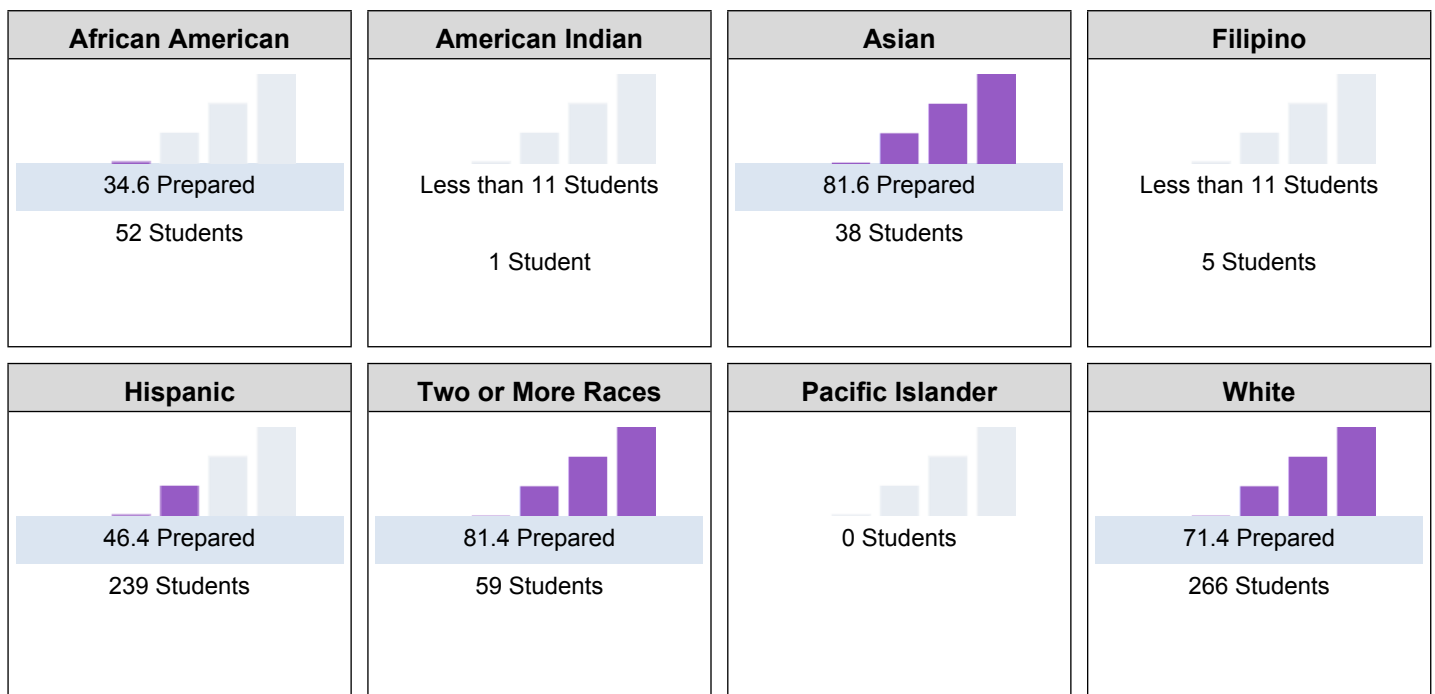 African American
34.6 Prepared
52 Students
American Indian
Less than 11 Students
1 Student
Asian
81.6 Prepared
38 Students
Filipino
Less than 11 Students
5 Students
Hispanic
46.4 Prepared
239 Students
Two or More Races
81.4 Prepared
59 Students
Pacific Islander
0 Students
White
71.4 Prepared
266 Students